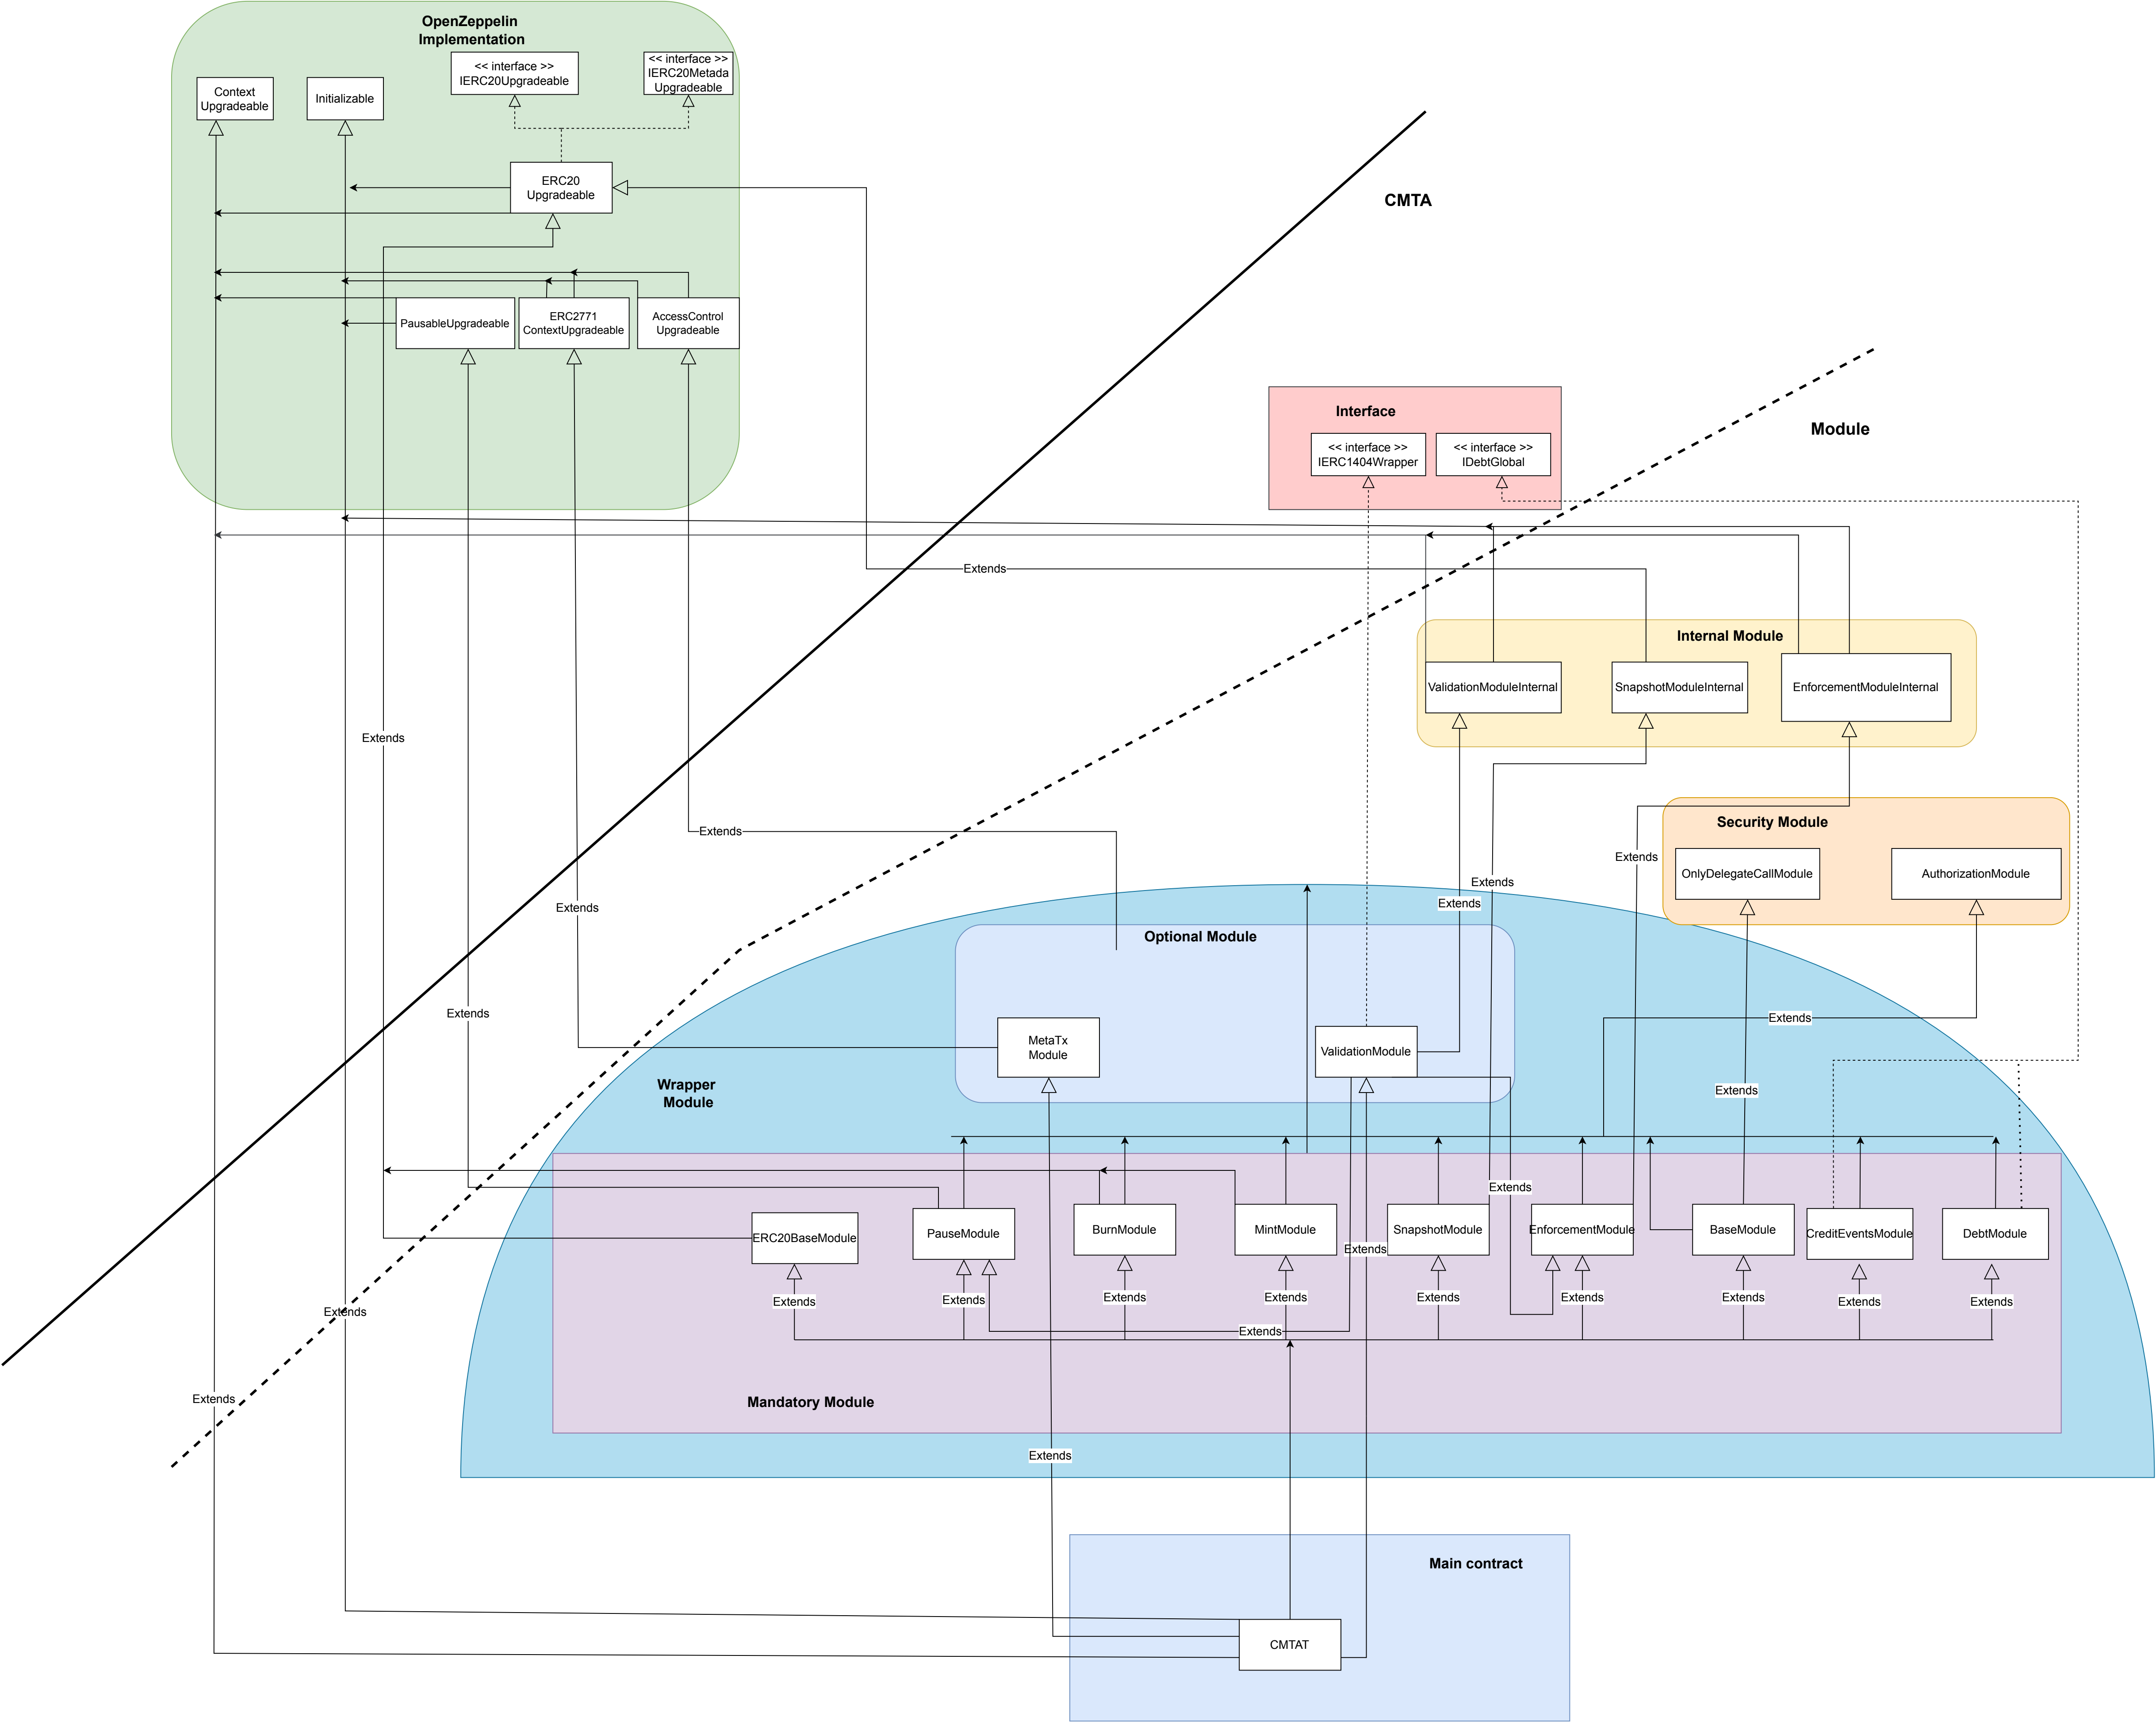 OpenZeppelin
Implementation
<< interface >>
IERC20Upgradeable
<< interface >>
IERC20Metada
Upgradeable
Context
Upgradeable
Initializable
ERC20
Upgradeable
PausableUpgradeable
ERC2771
ContextUpgradeable
AccessControl
Upgradeable
CMTA
Module
Interface
<< interface >>
IERC1404Wrapper
<< interface >>
IDebtGlobal
Extends
Internal Module
ValidationModuleInternal
SnapshotModuleInternal
EnforcementModuleInternal
Extends
Extends
Security Module
OnlyDelegateCallModule
AuthorizationModule
Extends
Extends
Extends
Extends
Optional Module
Extends
Extends
MetaTx
Module
ValidationModule
Wrapper
Module
Extends
Extends
ERC20BaseModule
PauseModule
BurnModule
MintModule
SnapshotModule
EnforcementModule
BaseModule
CreditEventsModule
DebtModule
Extends
Extends
Extends
Extends
Extends
Extends
Extends
Extends
Extends
Extends
Extends
Extends
Extends
Mandatory Module
Extends
Main contract
CMTAT